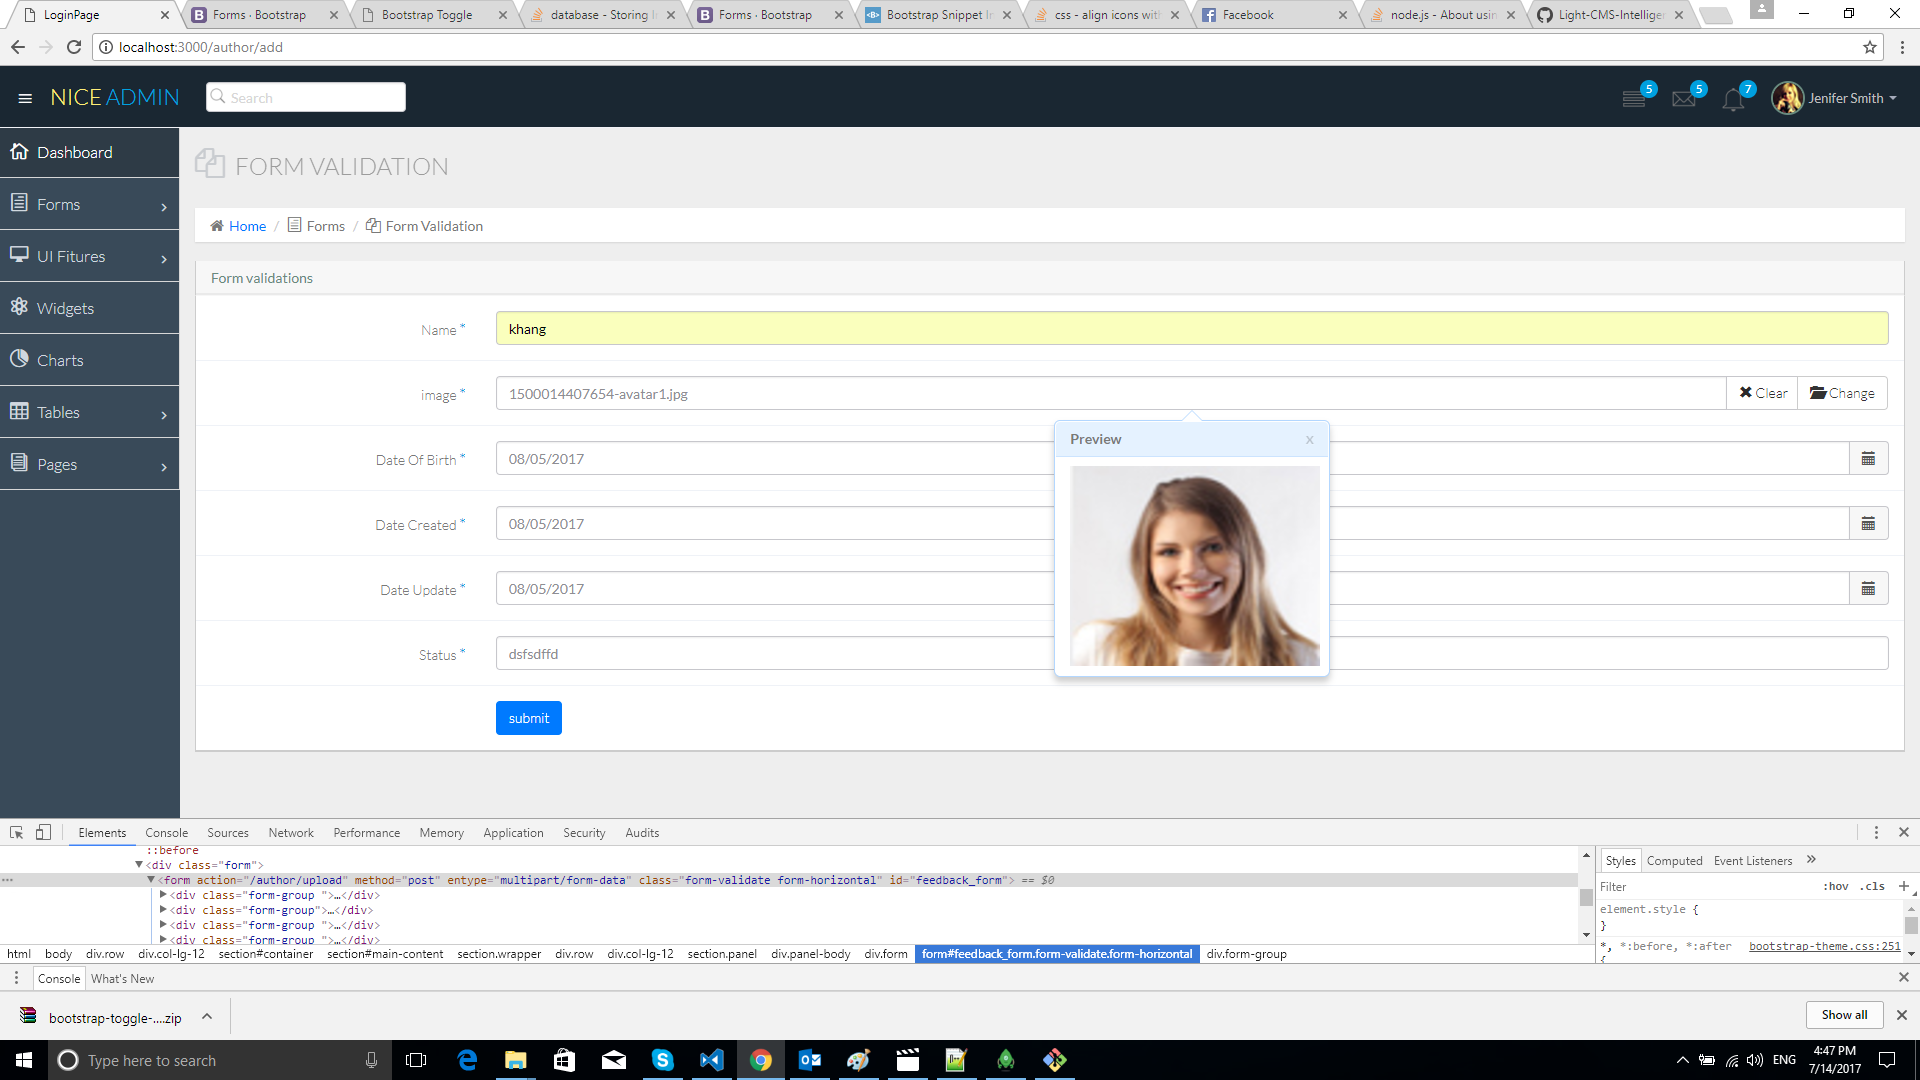 LoginPage
Forms · Bootstrap
Bootstrap Toggle
database - Storing
Forms · Bootstrap
Bootstrap Snippet
css - align icons with
Facebook
node.js - About usin
Light-CMS-Intelliger
localhost:3000/author/add
NICE ADMIN
Search
5
5
7
Jenifer Smith
Dashboard
Forms
UI Fitures
Widgets
Charts
Tables
Pages
FORM VALIDATION
Home / Forms / Form Validation
Form validations
Name *
khang
image *
1500014407654-avatar1.jpg
Clear
Change
Preview
x
Date Of Birth *
08/05/2017
Date Created *
08/05/2017
Date Update *
08/05/2017
Status *
dsfsdffd
submit
Elements Console Sources Network Performance Memory Application Security Audits
::before
<div class="form">
<form action="/author/upload" method="post" entype="multipart/form-data" class="form-validate form-horizontal" id="feedback_form"> == $0
<div class="form-group ">…</div>
<div class="form-group">…</div>
<div class="form-group ">…</div>
<div class="form-group ">…</div>
html body div.row div.col-lg-12 section#container section#main-content section.wrapper div.row div.col-lg-12 section.panel div.panel-body div.form form#feedback_form.form-validate.form-horizontal div.form-group
Styles Computed Event Listeners »
Filter
:hov .cls +
element.style {
}
*, *:before, *:after bootstrap-theme.css:251
{
Console What's New
bootstrap-toggle-....zip
Show all
Type here to search
ENG
4:47 PM
7/14/2017